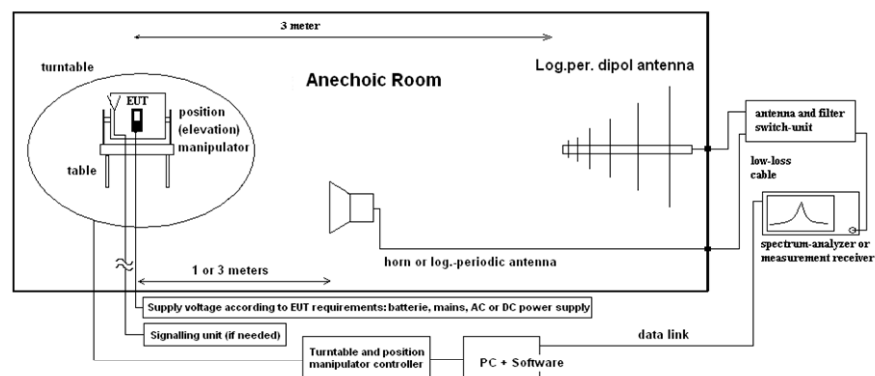 3 meter
turntable
Anechoic Room
Log.per. dipol antenna
EUT
position
(elevation)
manipulator
table
antenna and filter
switch-unit
low-loss
cable
spectrum-analyzer or
measurement receiver
horn or log.-periodic antenna
1 or 3 meters
Supply voltage according to EUT requirements: batterie, mains, AC or DC power supply
Signalling unit (if needed)
data link
Turntable and position
manipulator controller
PC + Software